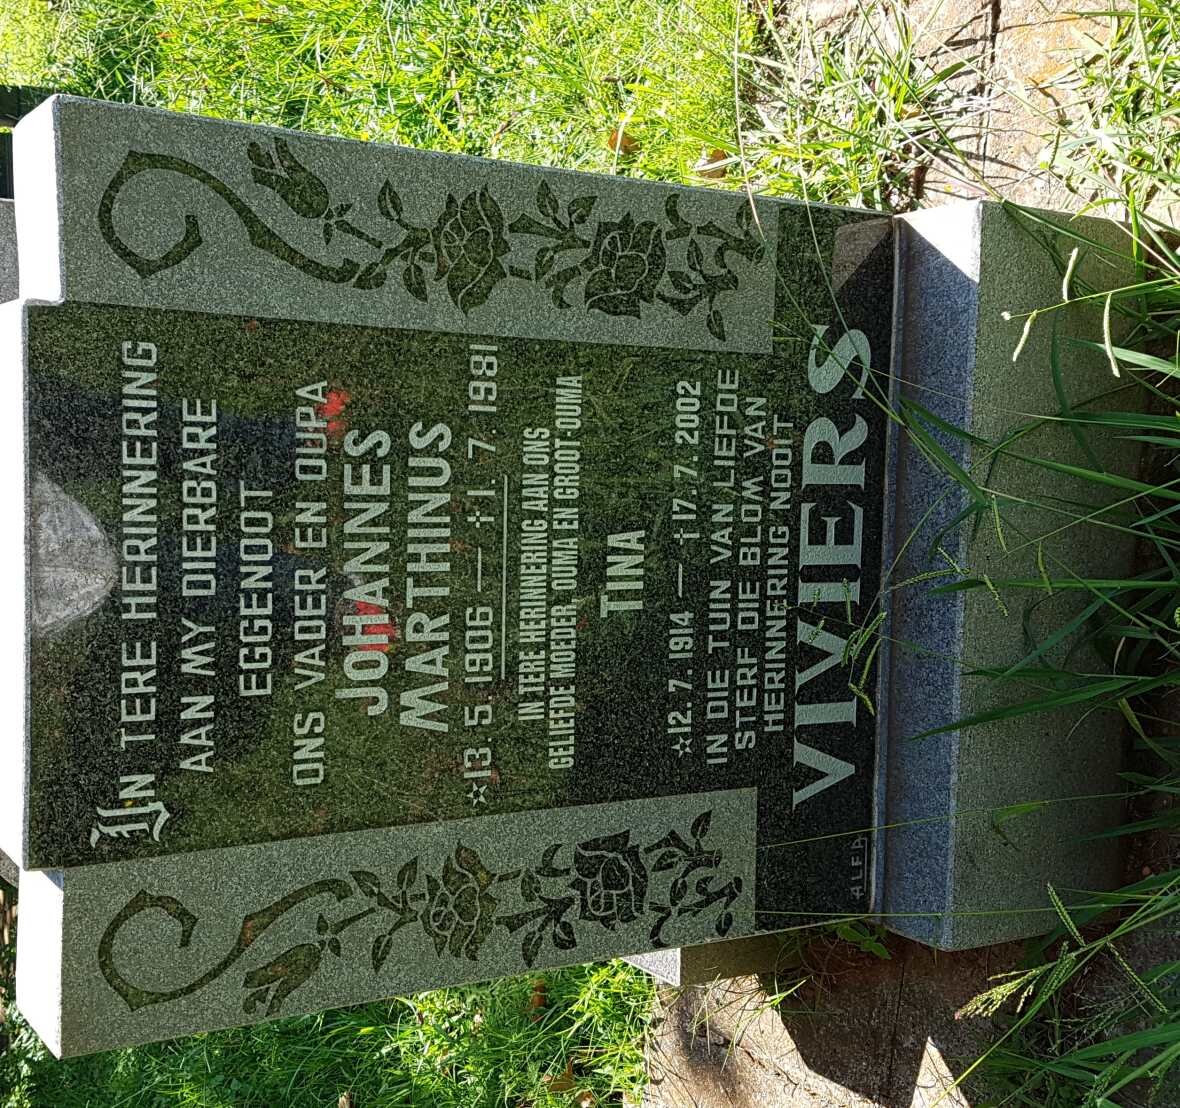 IN TERE HERINNERING
AAN MY DIERBARE
EGGENOOT
ONS VADER EN OUPA
JOHANNES
MARTHINUS
☆13.5.1906 — †1.7.1981
IN TERE HERINNERING AAN ONS
GELIEFDE MOEDER, OUMA EN GROOT-OUMA
TINA
☆12.7.1914 — †17.7.2002
IN DIE TUIN VAN LIEFDE
STERF DIE BLOM VAN
HERINNERING NOOIT
VIVIERS
ALFA